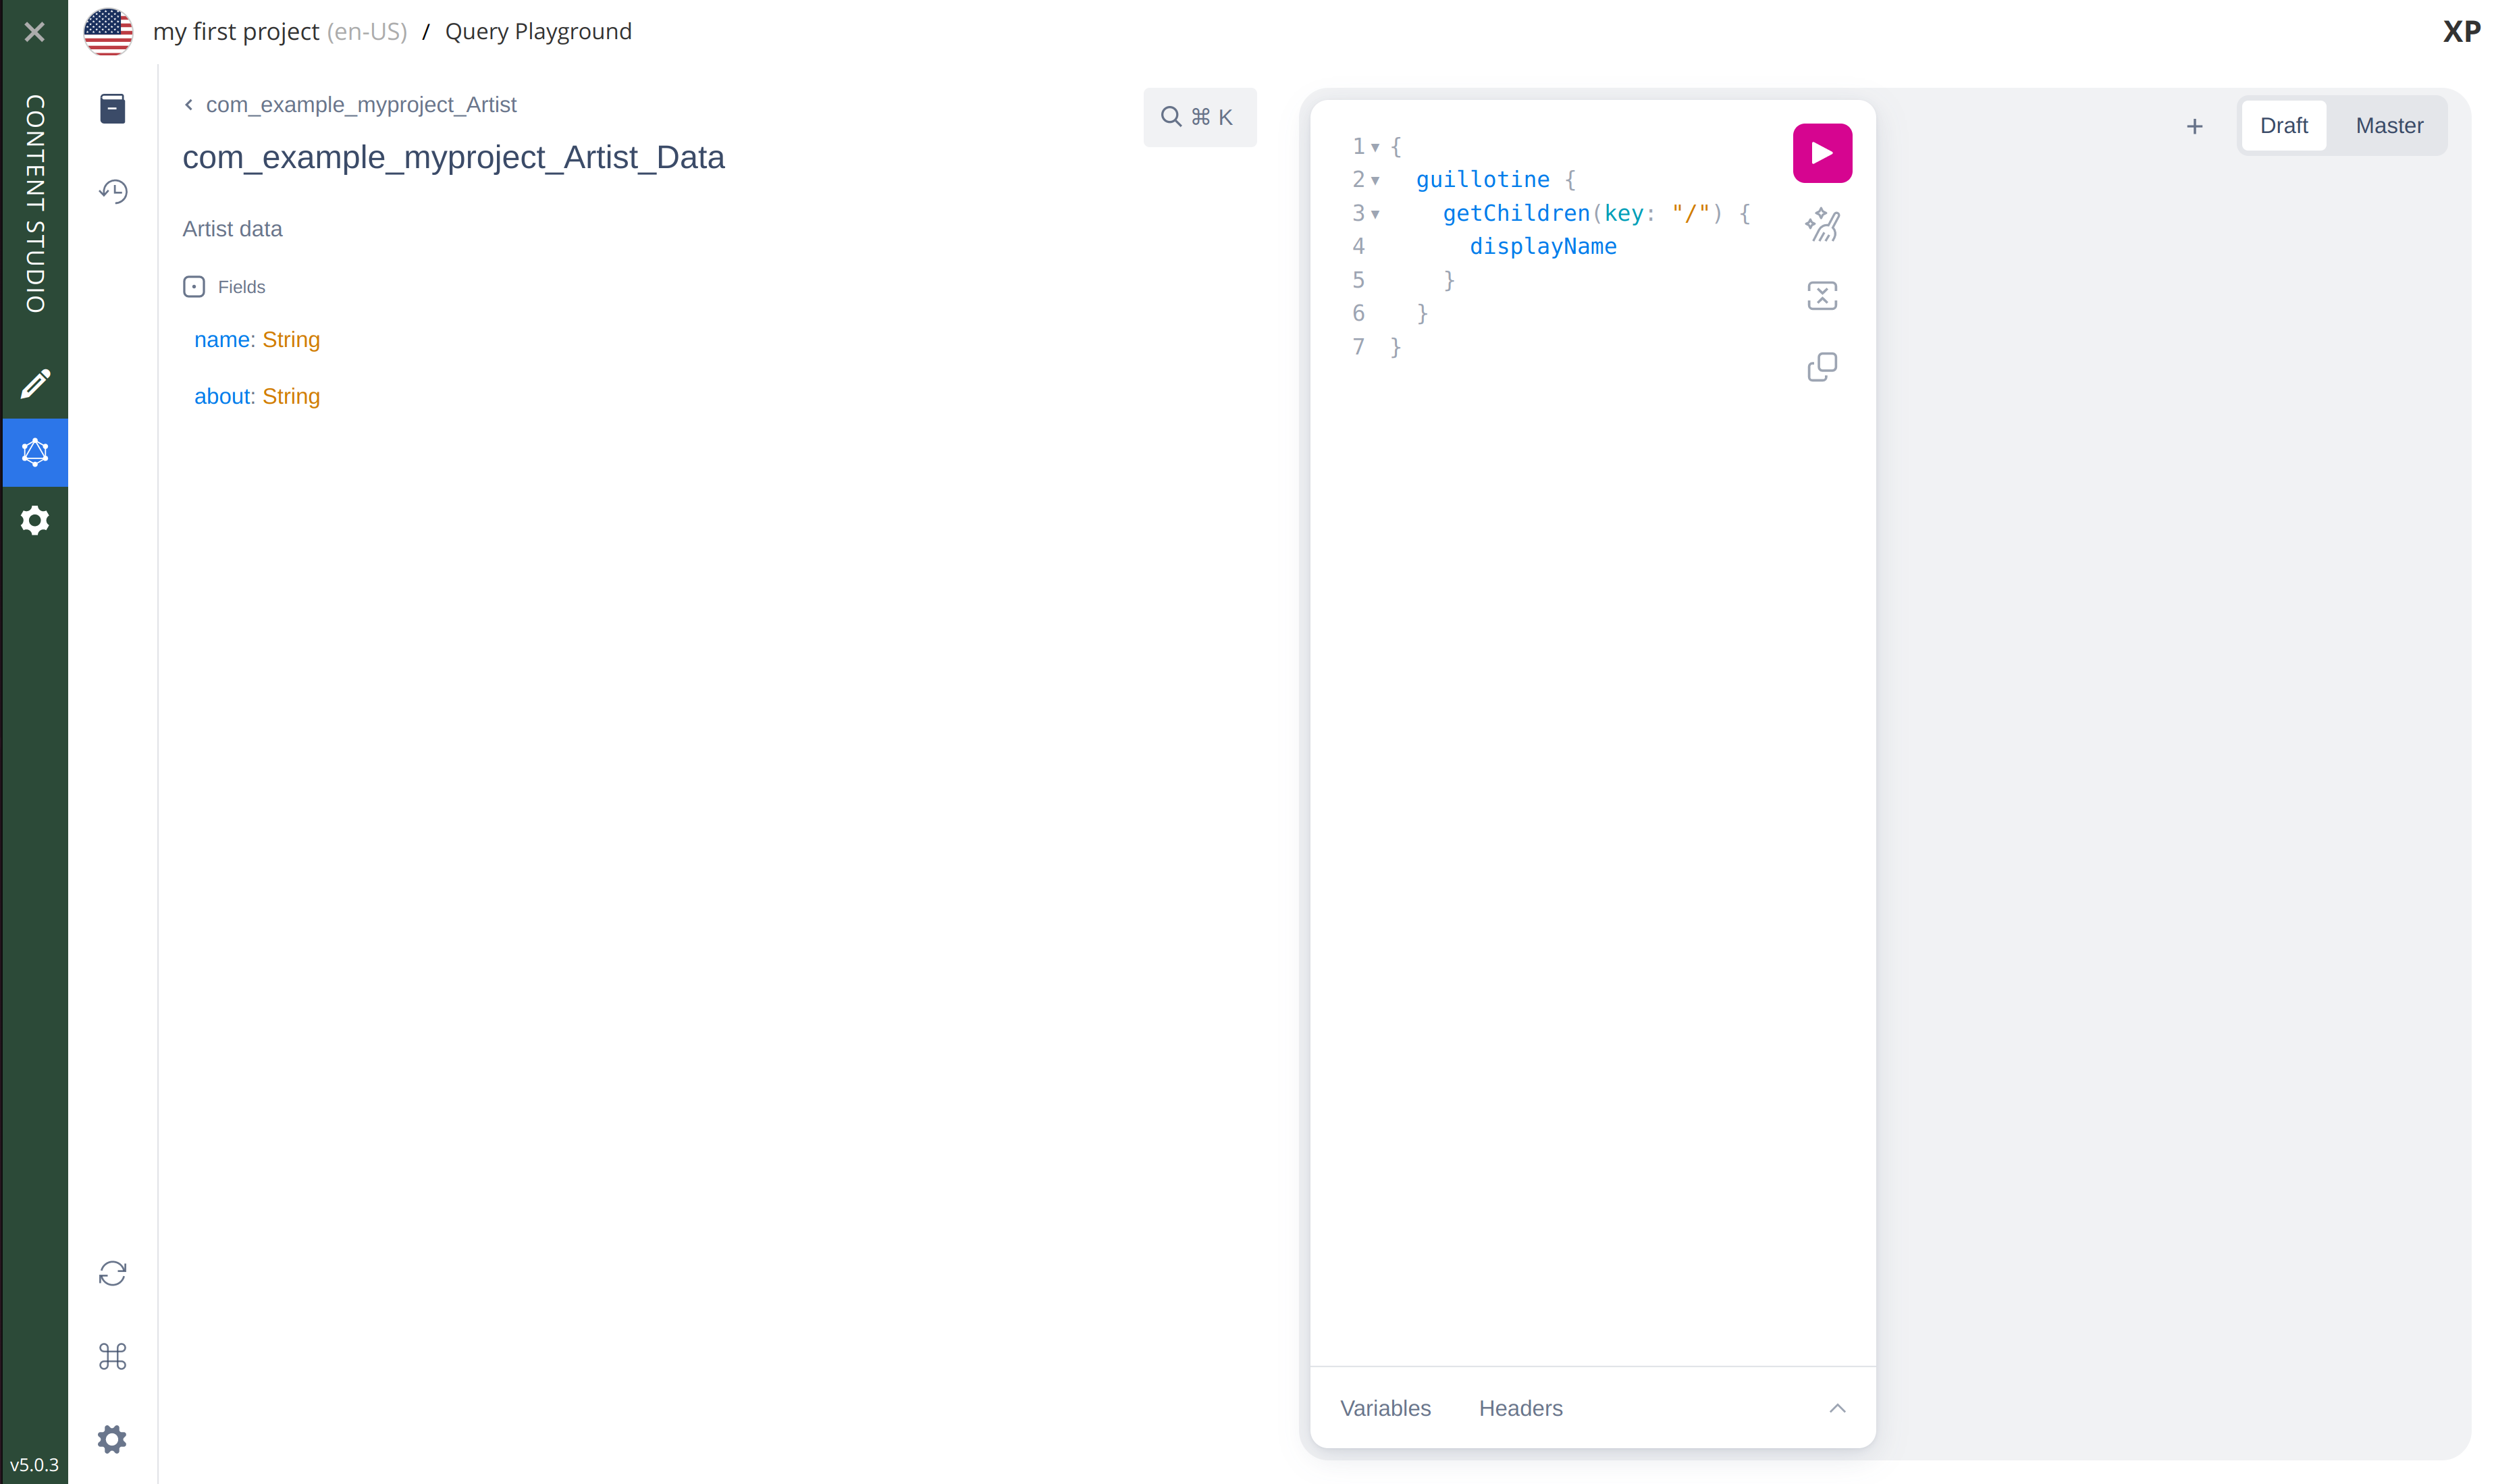 my first project (en-US) / Query Playground
XP
CONTENT STUDIO
v5.0.3
com_example_myproject_Artist
⌘ K
com_example_myproject_Artist_Data
Artist data
Fields
name: String
about: String
1 {
2 guillotine {
3 getChildren(key: "/") {
4 displayName
5 }
6 }
7 }
Variables Headers
+ Draft Master